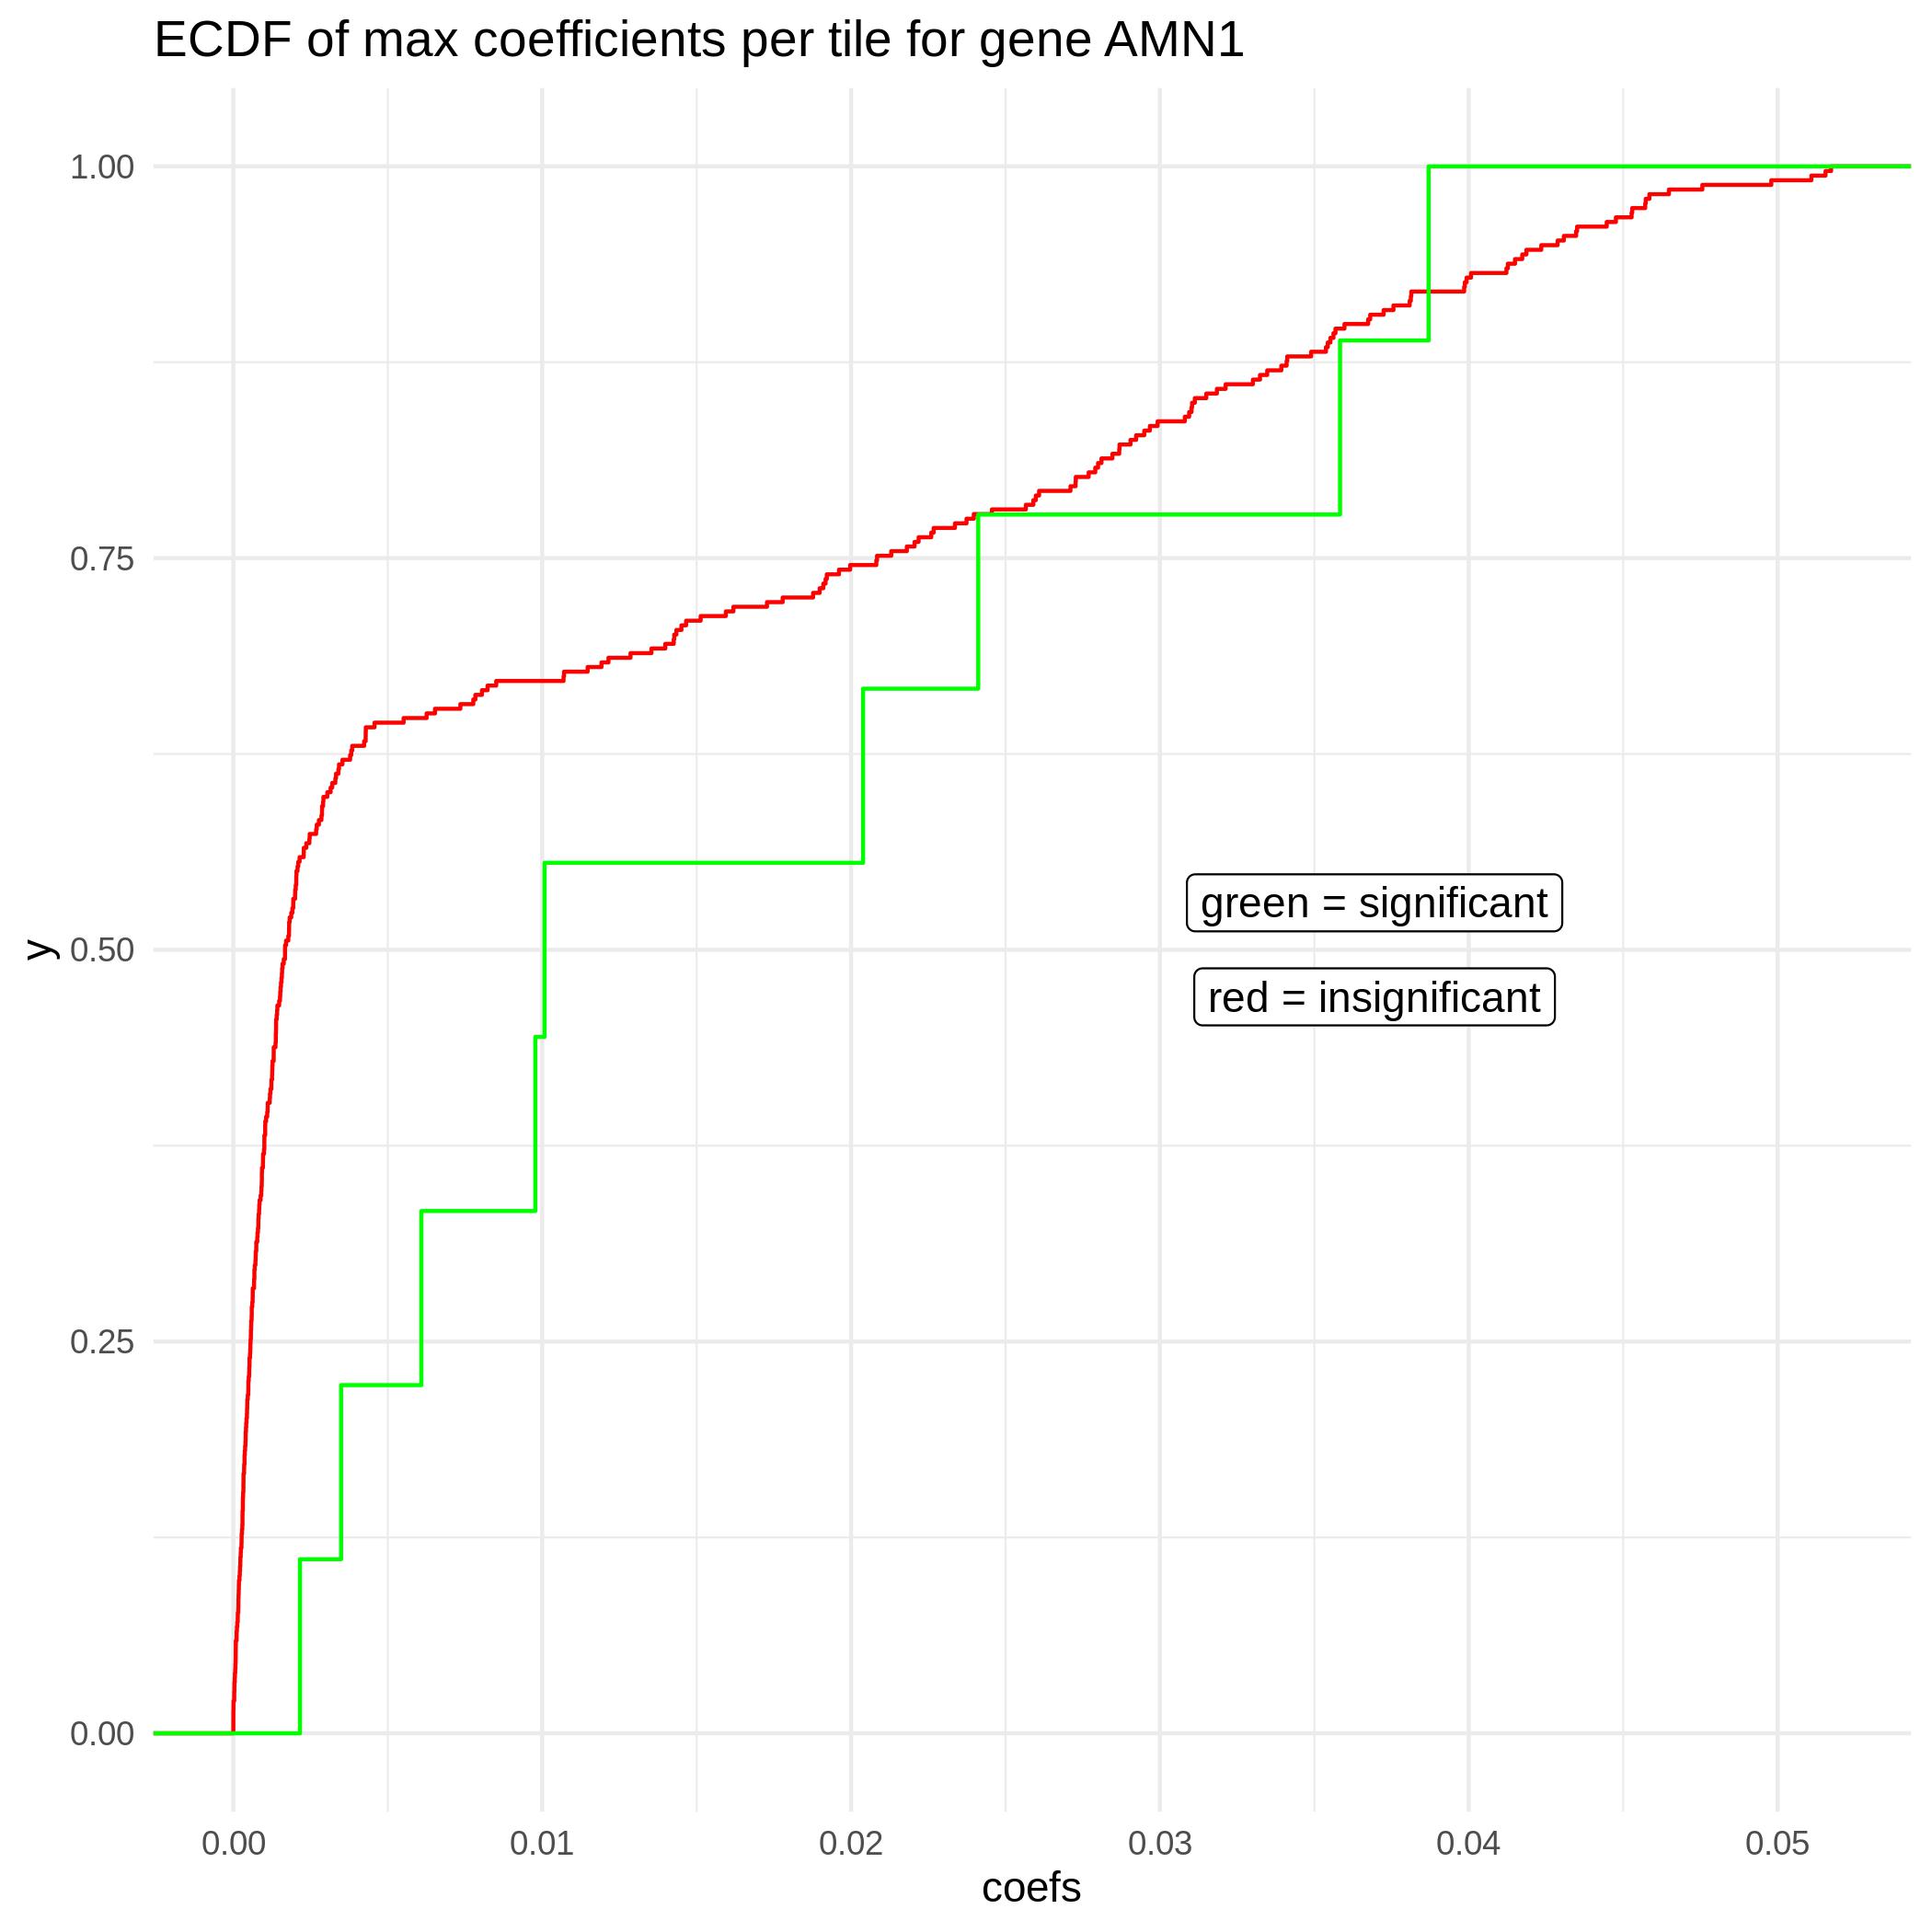 ECDF of max coefficients per tile for gene AMN1
1.00
0.75
0.50
0.25
0.00
y
green = significant
red = insignificant
0.00 0.01 0.02 0.03 0.04 0.05
coefs